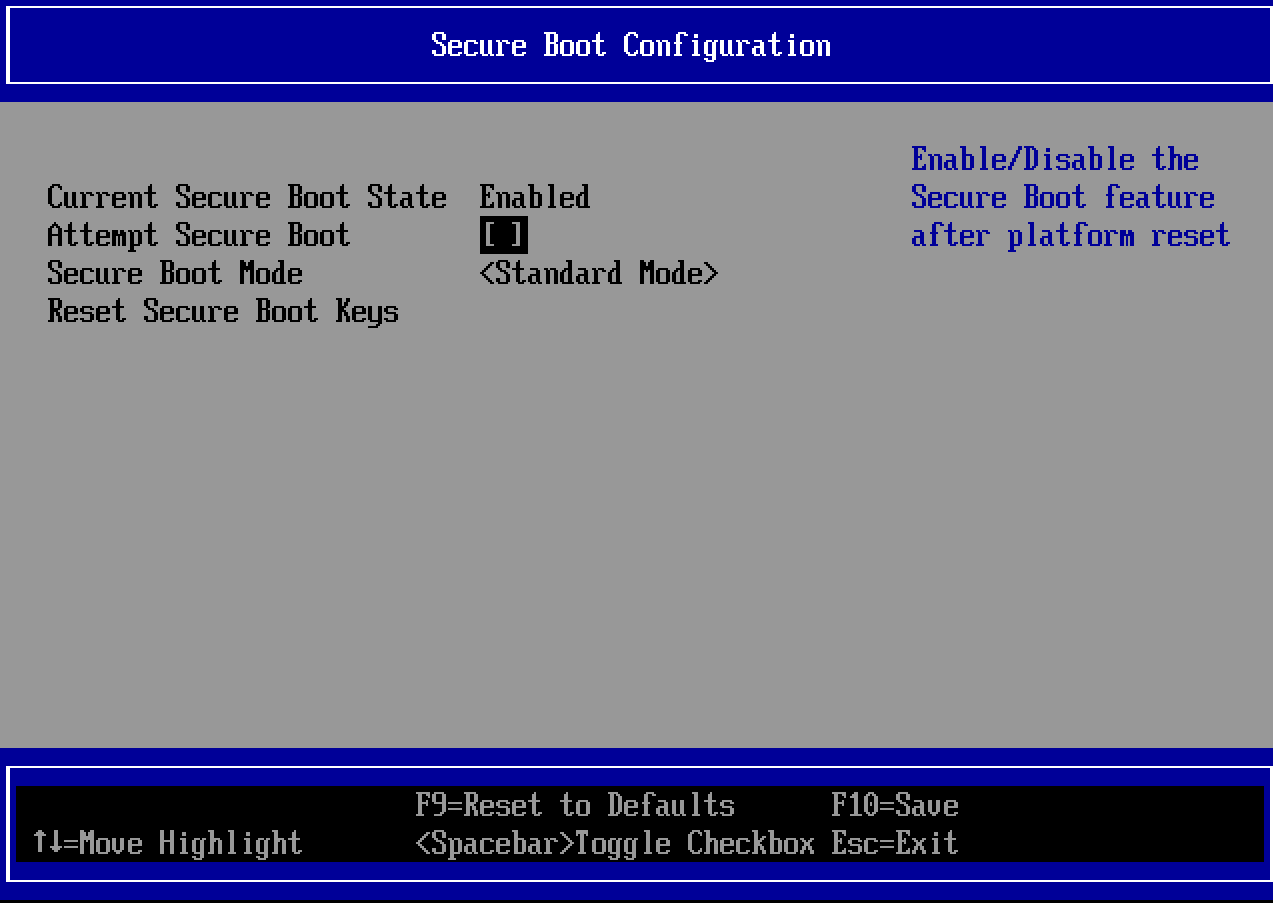 Secure Boot Configuration
Enable/Disable the
Current Secure Boot State Enabled Secure Boot feature
Attempt Secure Boot [ ] after platform reset
Secure Boot Mode <Standard Mode>
Reset Secure Boot Keys
F9=Reset to Defaults F10=Save
↑↓=Move Highlight <Spacebar>Toggle Checkbox Esc=Exit